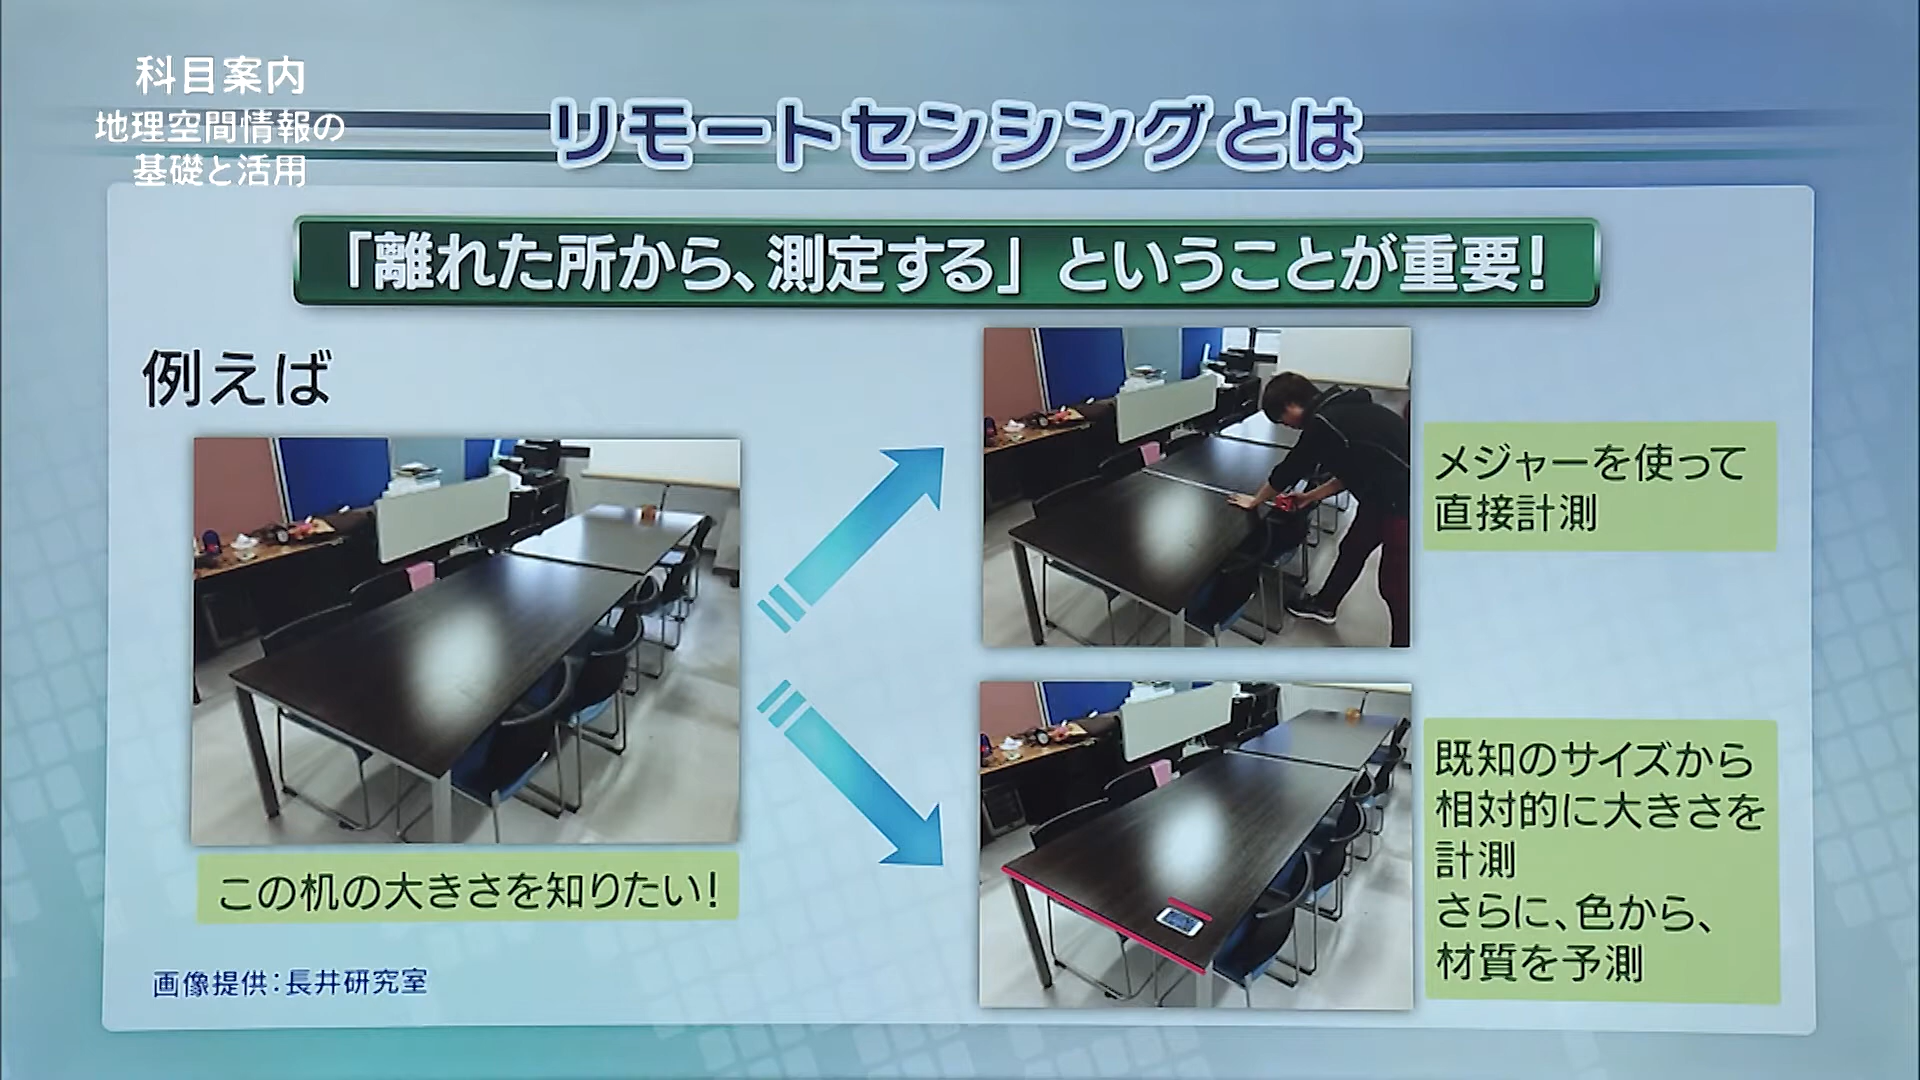 科目案内
地理空間情報の
基礎と活用
リモートセンシングとは
「離れた所から、測定する」ということが重要！
例えば
メジャーを使って
直接計測
この机の大きさを知りたい！
既知のサイズから
相対的に大きさを
計測
さらに、色から、
材質を予測
画像提供：長井研究室